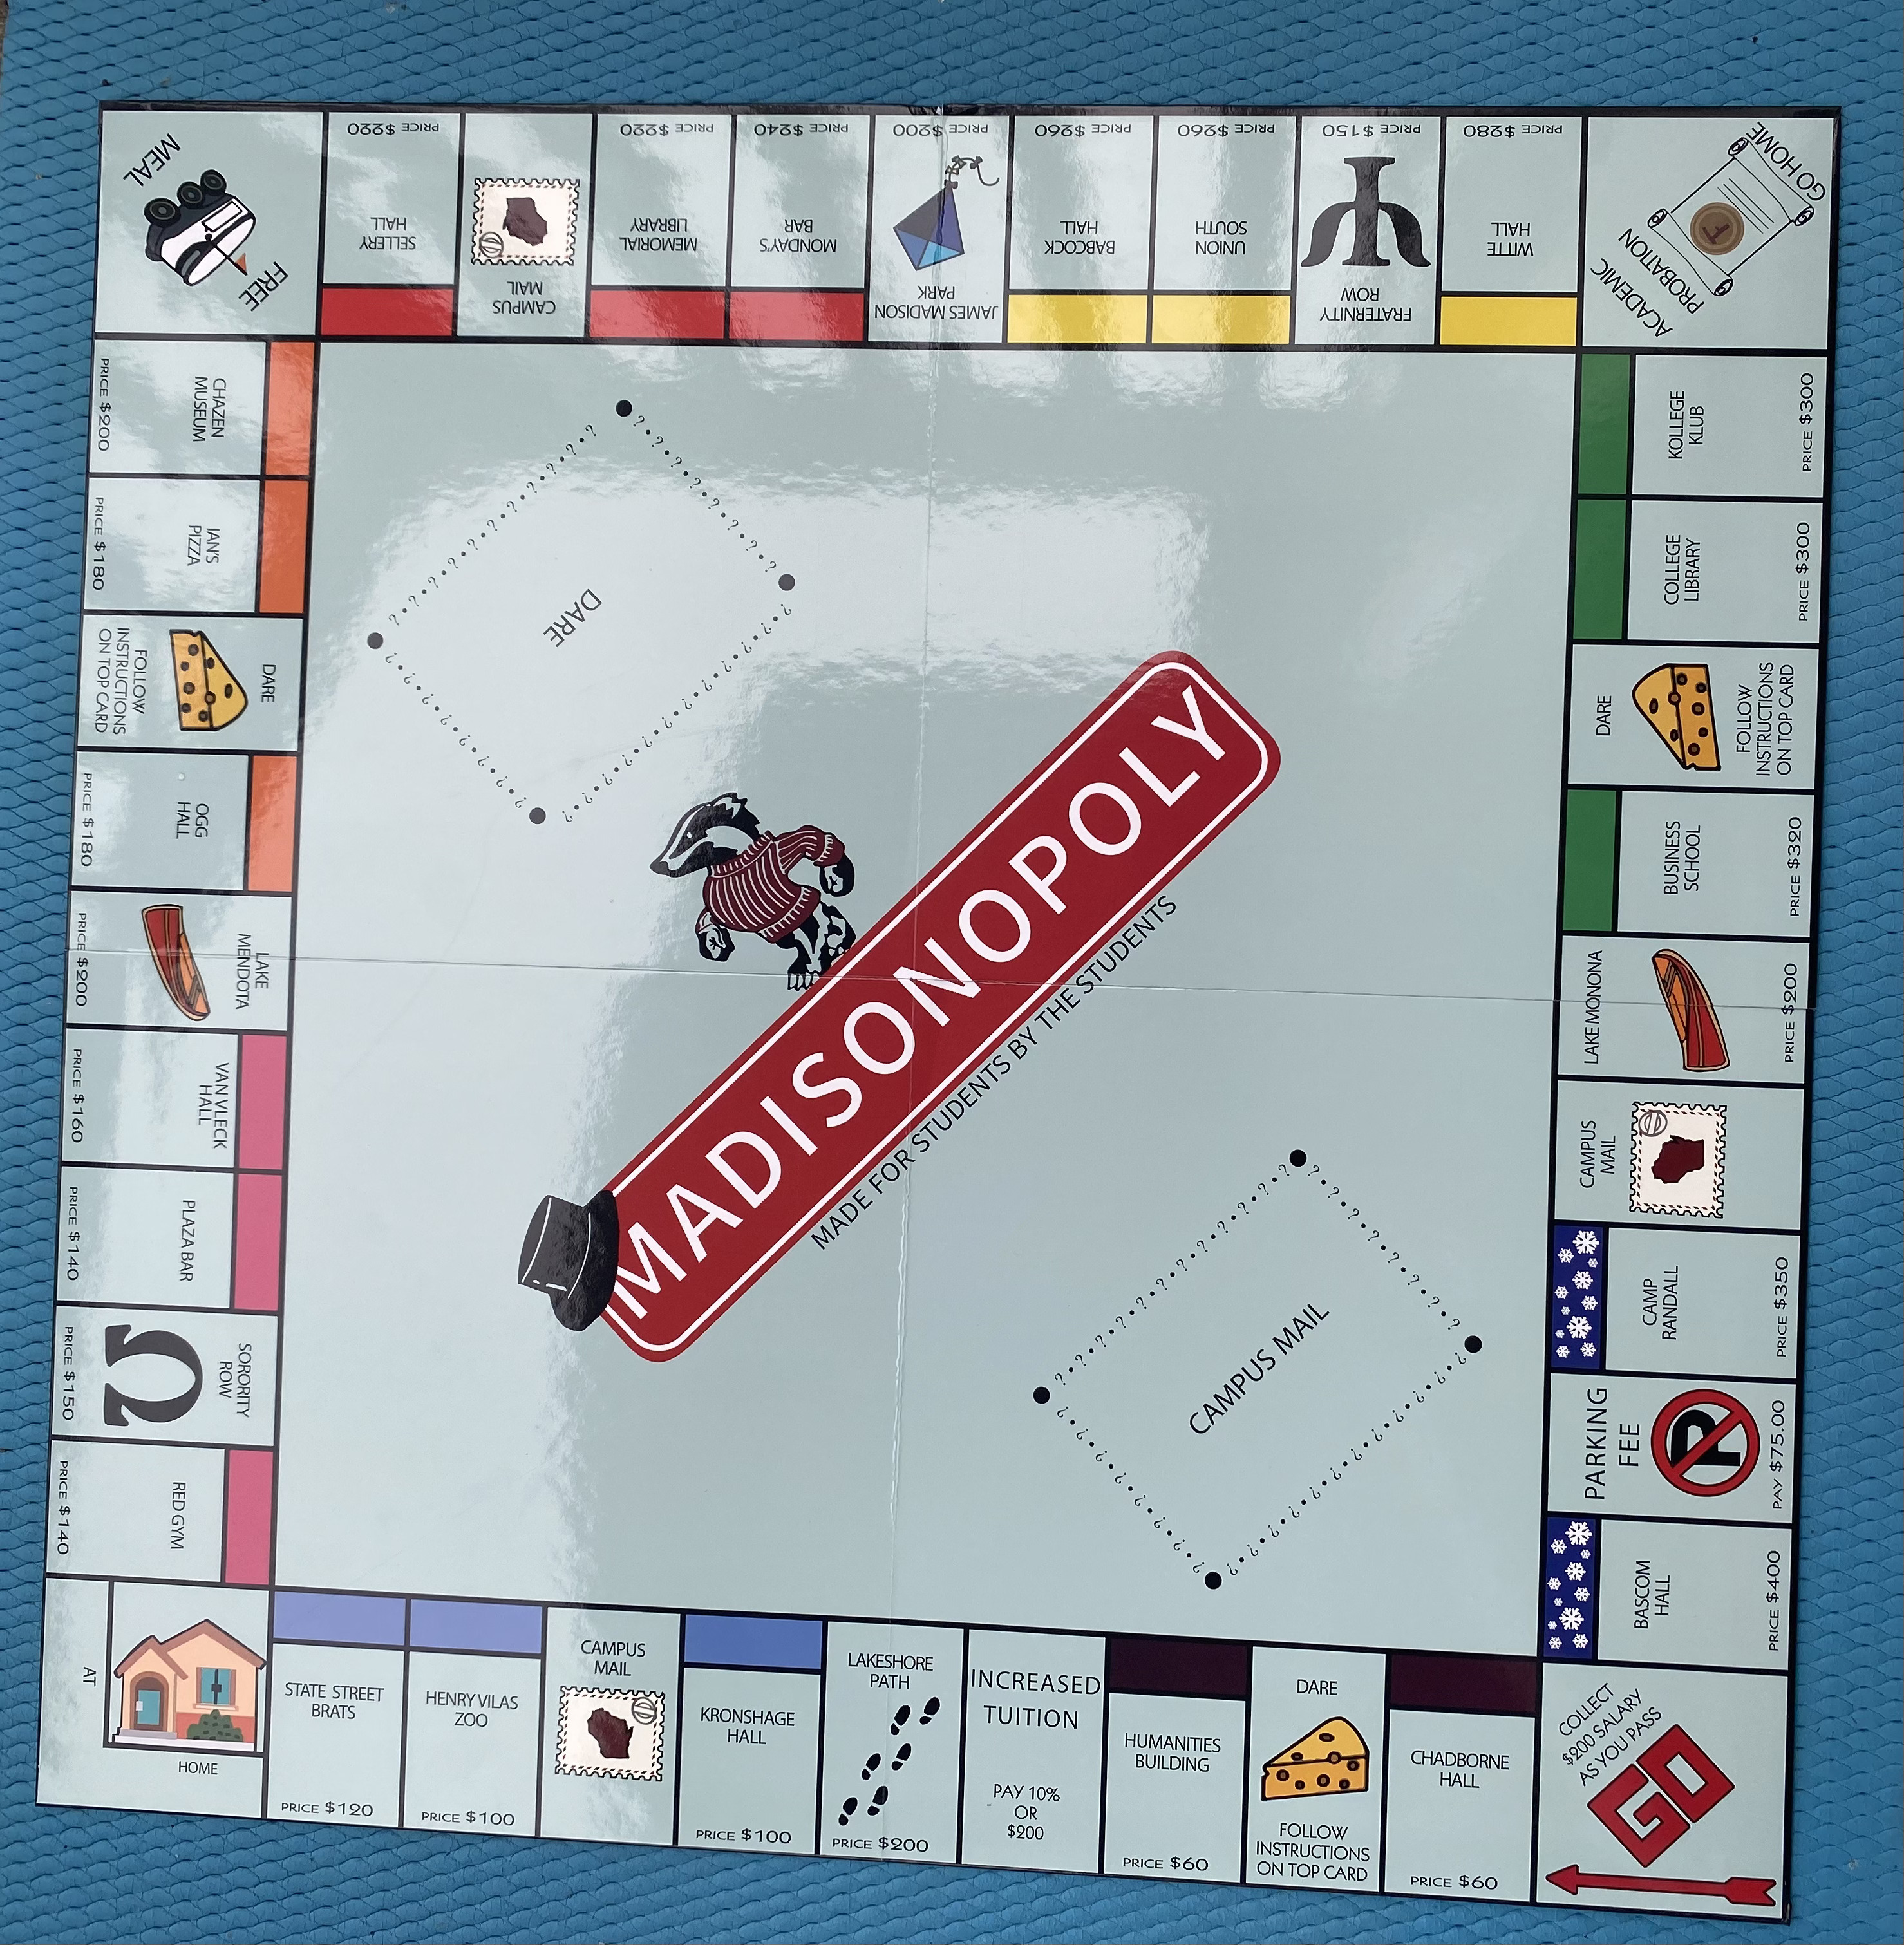 MADISONOPOLY
MADE FOR STUDENTS BY THE STUDENTS
DARE
CAMPUS MAIL
COLLECT
$200 SALARY
AS YOU PASS
GO
CHADBORNE
HALL
PRICE $60
DARE
FOLLOW
INSTRUCTIONS
ON TOP CARD
HUMANITIES
BUILDING
PRICE $60
INCREASED
TUITION
PAY 10%
OR
$200
LAKESHORE
PATH
PRICE $200
KRONSHAGE
HALL
PRICE $100
CAMPUS
MAIL
HENRY VILAS
ZOO
PRICE $100
STATE STREET
BRATS
PRICE $120
AT
HOME
RED GYM
PRICE $140
SORORITY
ROW
PRICE $150
PLAZA BAR
PRICE $140
VAN VLECK
HALL
PRICE $160
LAKE
MENDOTA
PRICE $200
OGG
HALL
PRICE $180
DARE
FOLLOW
INSTRUCTIONS
ON TOP CARD
IAN'S
PIZZA
PRICE $180
CHAZEN
MUSEUM
PRICE $200
FREE
MEAL
SELLERY
HALL
PRICE $220
CAMPUS
MAIL
MEMORIAL
LIBRARY
PRICE $220
MONDAY'S
BAR
PRICE $240
JAMES MADISON
PARK
PRICE $200
BABCOCK
HALL
PRICE $260
UNION
SOUTH
PRICE $260
FRATERNITY
ROW
PRICE $150
WITTE
HALL
PRICE $280
ACADEMIC
PROBATION
F
GO HOME
KOLLEGE
KLUB
PRICE $300
COLLEGE
LIBRARY
PRICE $300
DARE
FOLLOW
INSTRUCTIONS
ON TOP CARD
BUSINESS
SCHOOL
PRICE $320
LAKE MONONA
PRICE $200
CAMPUS
MAIL
CAMP
RANDALL
PRICE $350
PARKING
FEE
P
PAY $75.00
BASCOM
HALL
PRICE $400